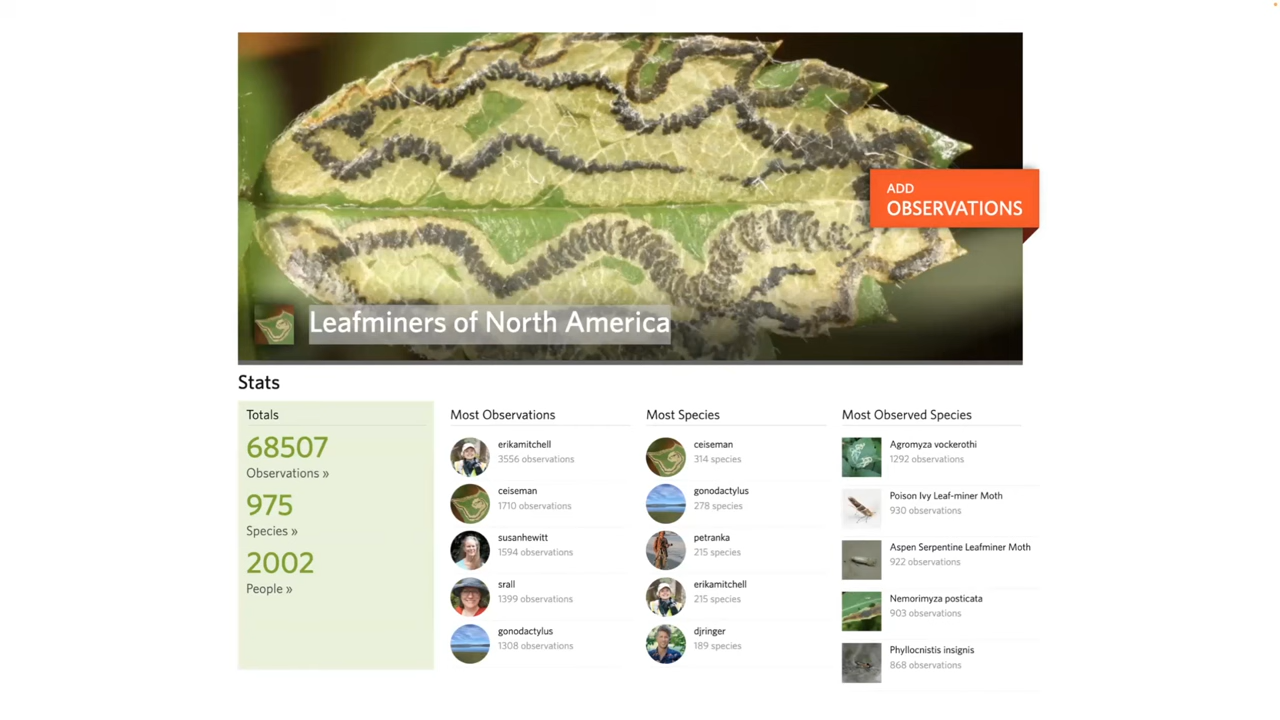 ADD
OBSERVATIONS
Leafminers of North America
Stats
Totals
68507
Observations »
975
Species »
2002
People »
Most Observations
erikamitchell
3556 observations
ceiseman
1710 observations
susanhewitt
1594 observations
srall
1399 observations
gonodactylus
1308 observations
Most Species
ceiseman
314 species
gonodactylus
278 species
petranka
215 species
erikamitchell
215 species
djringer
189 species
Most Observed Species
Agromyza vockerothi
1292 observations
Poison Ivy Leaf-miner Moth
930 observations
Aspen Serpentine Leafminer Moth
922 observations
Nemorimyza posticata
903 observations
Phyllocnistis insignis
868 observations